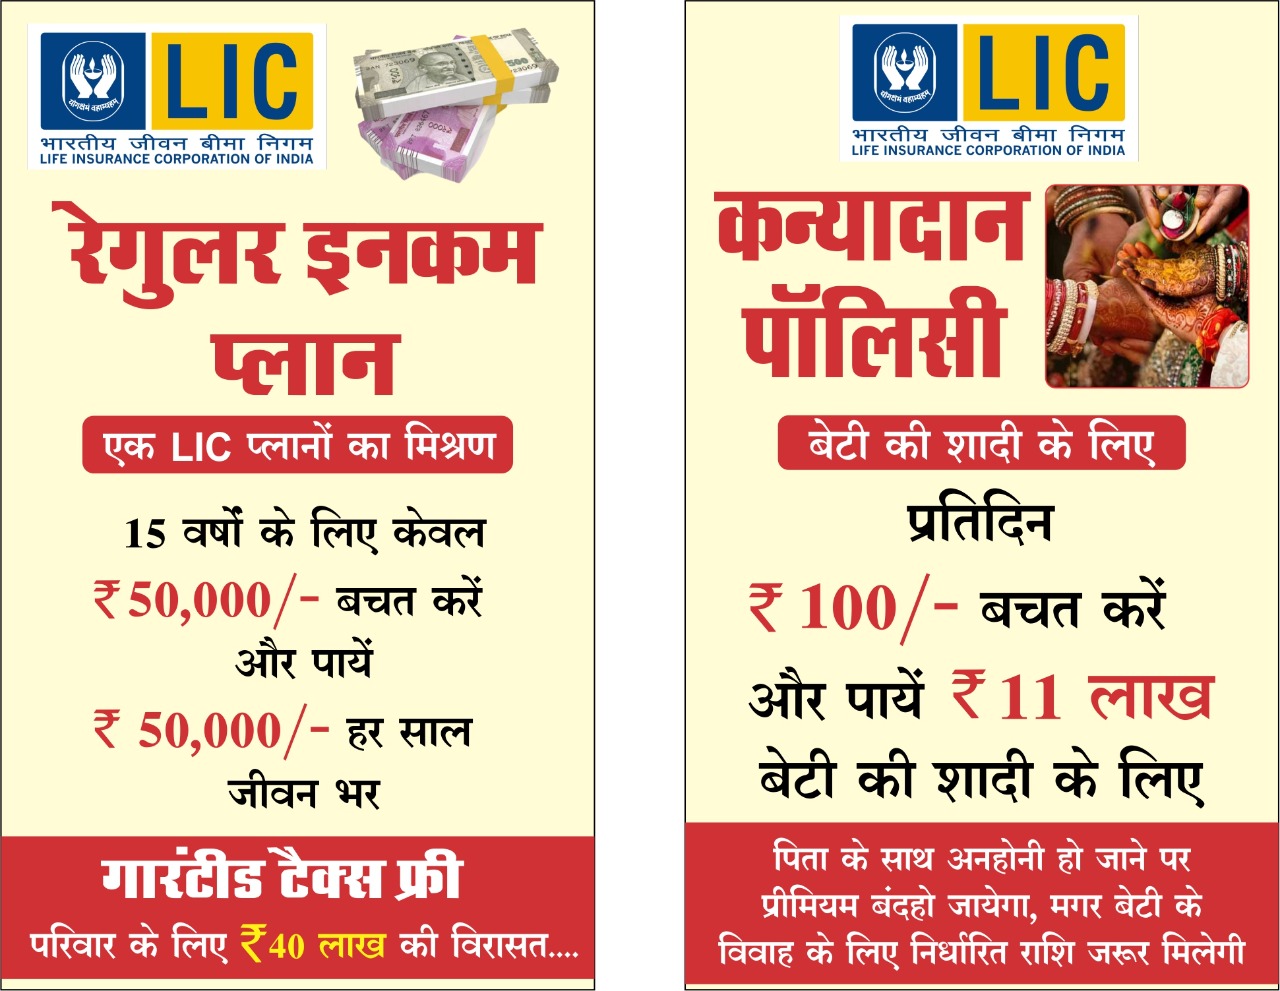 LIC
भारतीय जीवन बीमा निगम
LIFE INSURANCE CORPORATION OF INDIA
रेगुलर इनकम
प्लान
एक LIC प्लानों का मिश्रण
15 वर्षों के लिए केवल
₹ 50,000/- बचत करें
और पायें
₹ 50,000/- हर साल
जीवन भर
गारंटीड टैक्स फ्री
परिवार के लिए ₹ 40 लाख की विरासत....
LIC
भारतीय जीवन बीमा निगम
LIFE INSURANCE CORPORATION OF INDIA
कन्यादान
पॉलिसी
बेटी की शादी के लिए
प्रतिदिन
₹ 100/- बचत करें
और पायें ₹ 11 लाख
बेटी की शादी के लिए
पिता के साथ अनहोनी हो जाने पर
प्रीमियम बंदहो जायेगा, मगर बेटी के
विवाह के लिए निर्धारित राशि जरूर मिलेगी